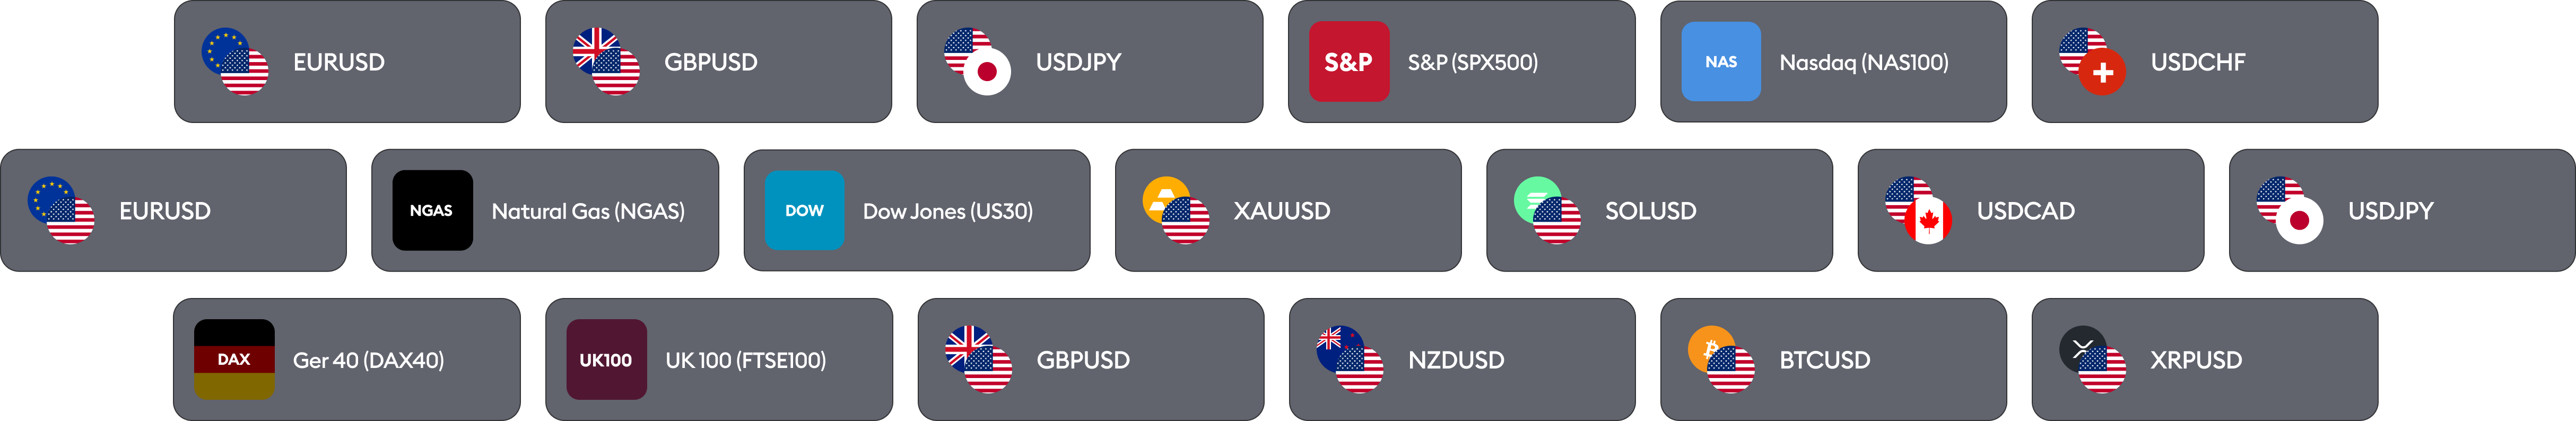 EURUSD
GBPUSD
USDJPY
S&P S&P (SPX500)
NAS Nasdaq (NAS100)
USDCHF
EURUSD
NGAS Natural Gas (NGAS)
DOW Dow Jones (US30)
XAUUSD
SOLUSD
USDCAD
USDJPY
DAX Ger 40 (DAX40)
UK100 UK 100 (FTSE100)
GBPUSD
NZDUSD
BTCUSD
XRPUSD